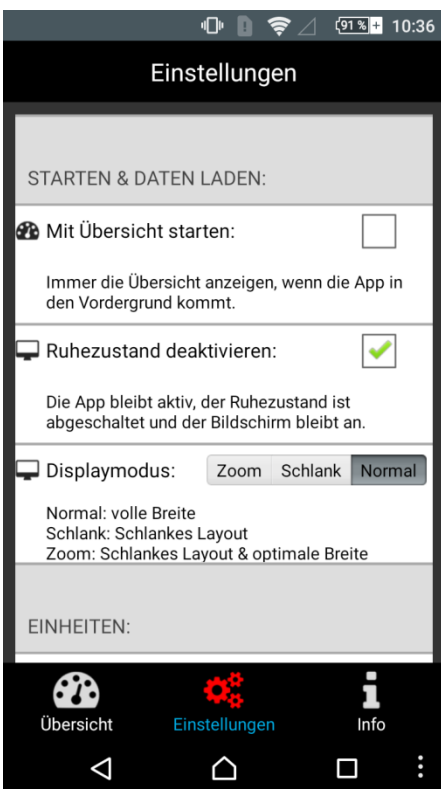 91 % + 10:36
Einstellungen
STARTEN & DATEN LADEN:
Mit Übersicht starten:
Immer die Übersicht anzeigen, wenn die App in
den Vordergrund kommt.
Ruhezustand deaktivieren:
Die App bleibt aktiv, der Ruhezustand ist
abgeschaltet und der Bildschirm bleibt an.
Displaymodus: Zoom Schlank Normal
Normal: volle Breite
Schlank: Schlankes Layout
Zoom: Schlankes Layout & optimale Breite
EINHEITEN:
Übersicht Einstellungen Info